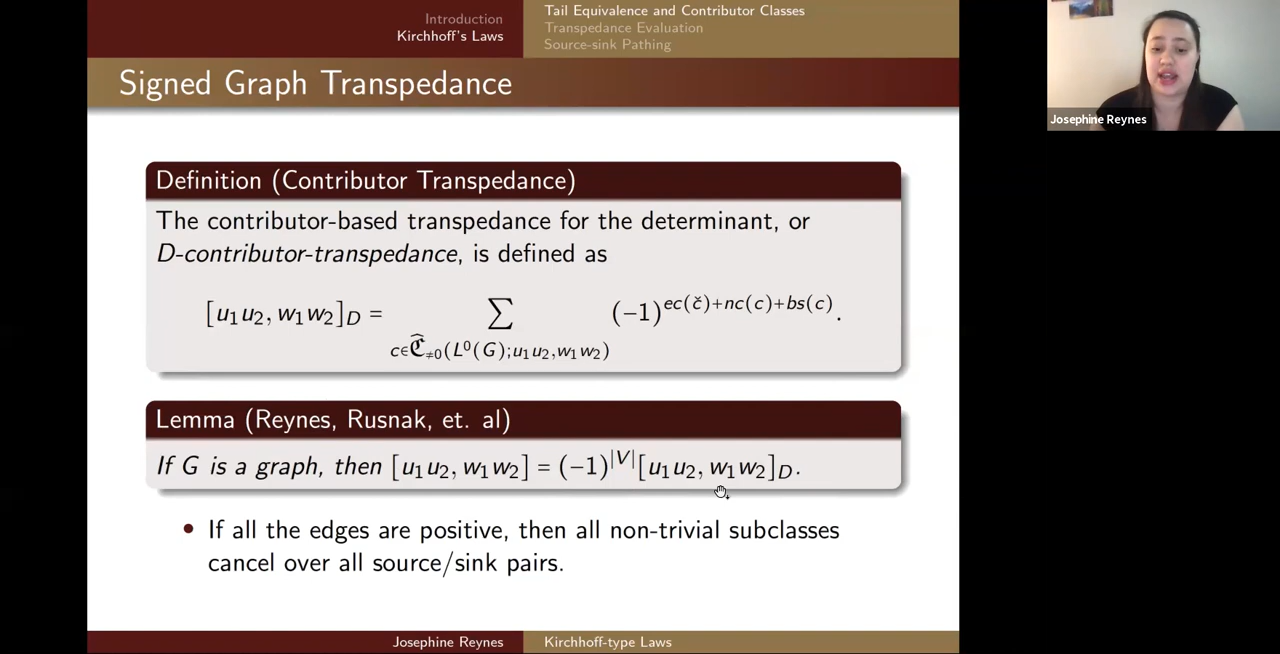 Introduction
Kirchhoff's Laws
Tail Equivalence and Contributor Classes
Transpedance Evaluation
Source-sink Pathing
Signed Graph Transpedance
Definition (Contributor Transpedance)
The contributor-based transpedance for the determinant, or
D-contributor-transpedance, is defined as
[u₁u₂, w₁w₂]_D = ∑_{c∈\widehat{𝕮}_{≠0}(L⁰(G);u₁u₂,w₁w₂)} (−1)^{ec(č)+nc(c)+bs(c)}.
Lemma (Reynes, Rusnak, et. al)
If G is a graph, then [u₁u₂, w₁w₂] = (−1)^{|V|}[u₁u₂, w₁w₂]_D.
• If all the edges are positive, then all non-trivial subclasses
cancel over all source/sink pairs.
Josephine Reynes
Kirchhoff-type Laws
Josephine Reynes